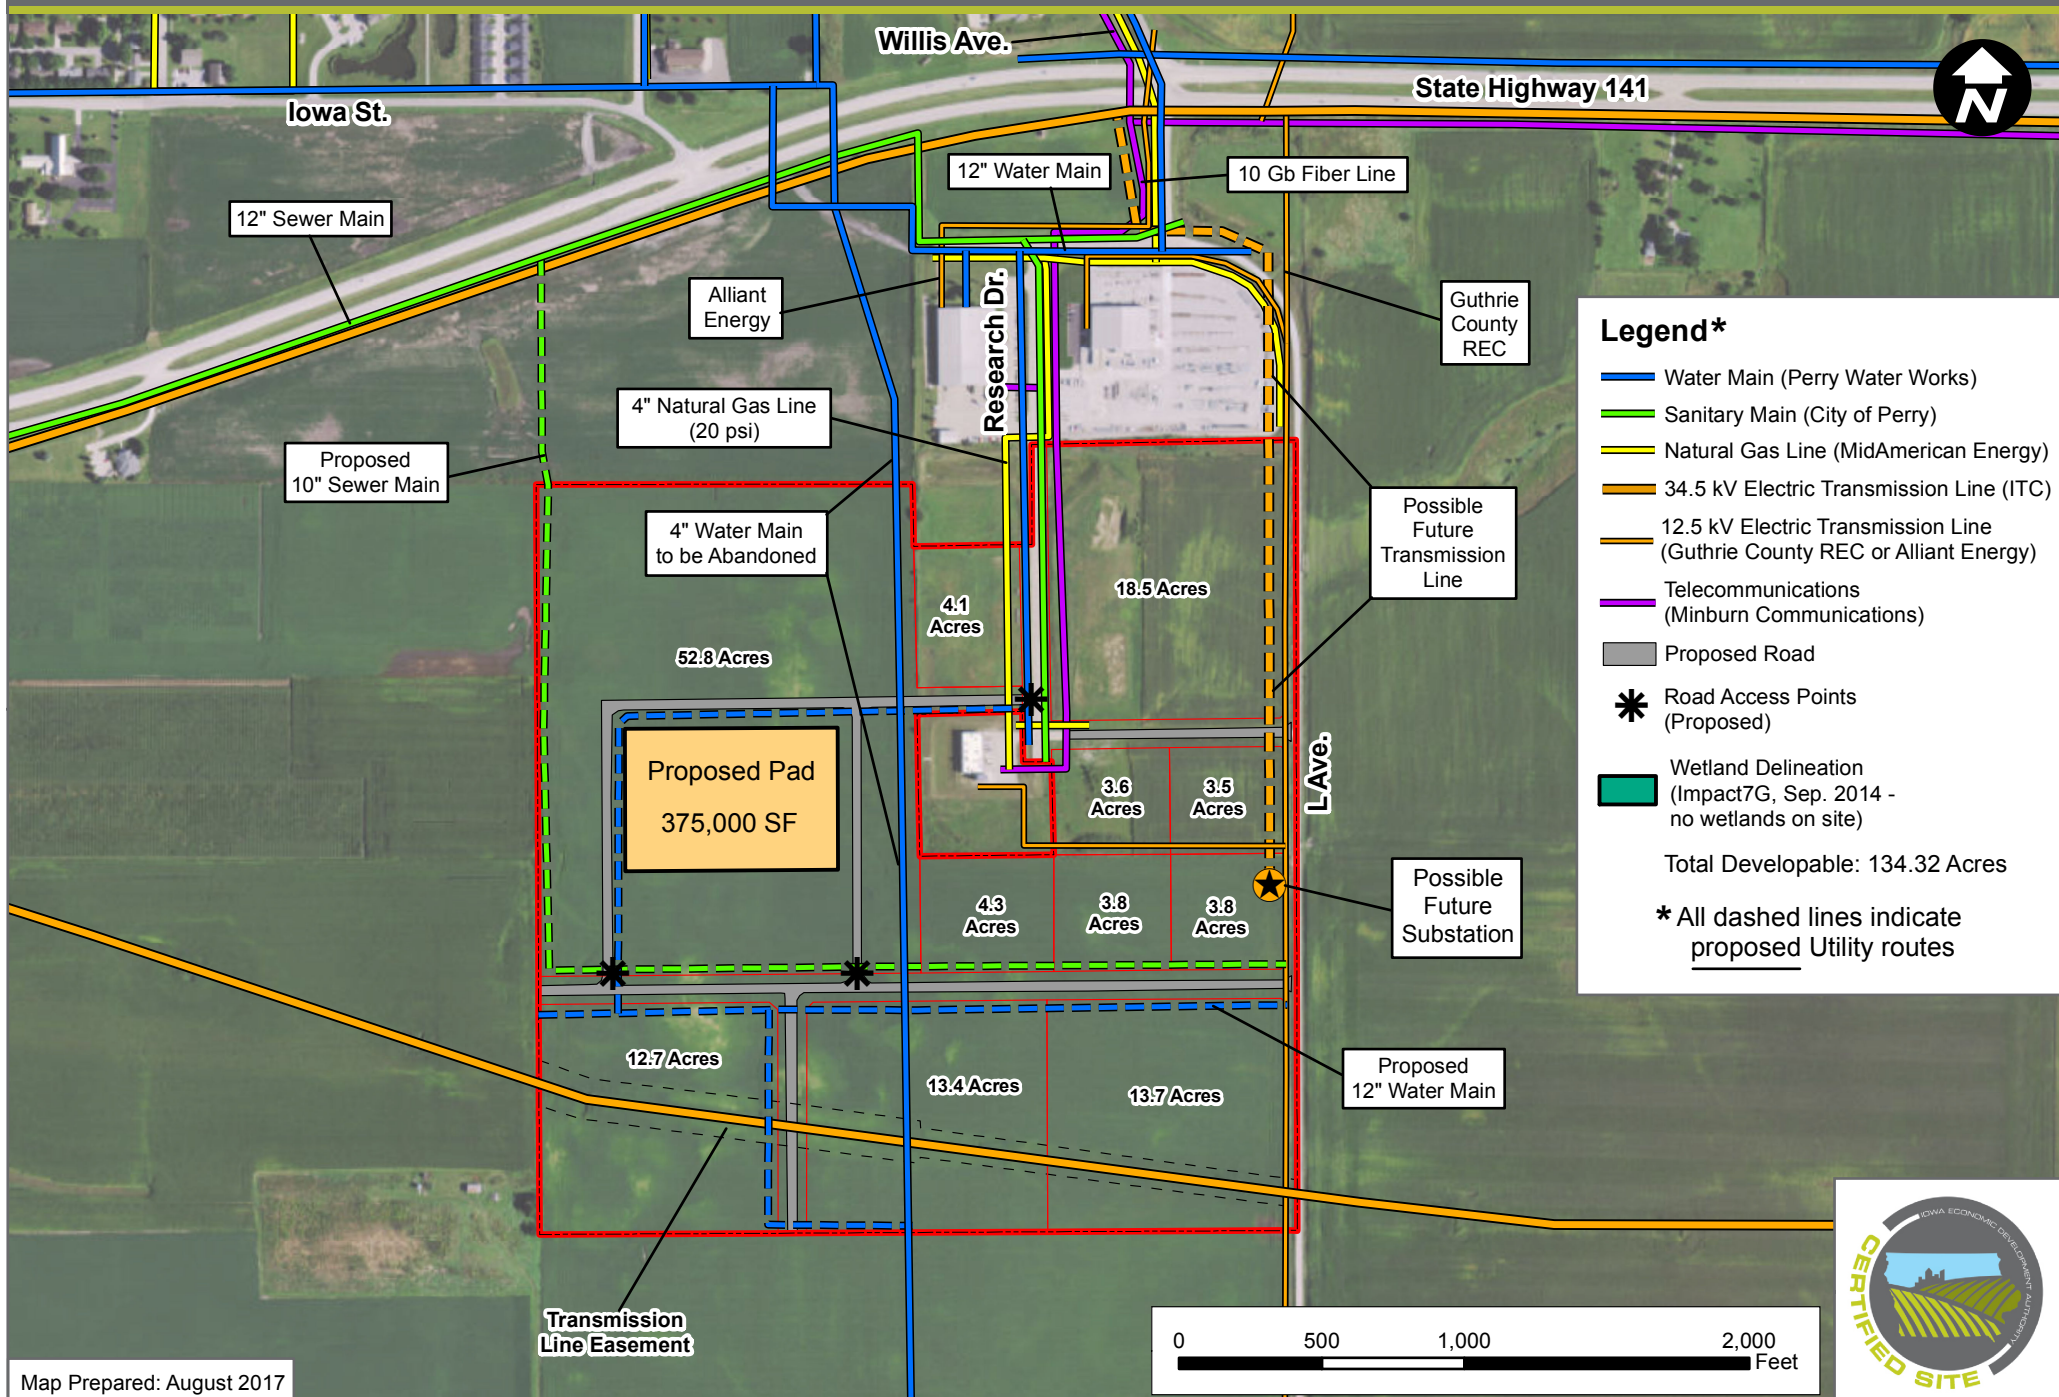 Willis Ave.
State Highway 141
N
Iowa St.
12" Water Main
10 Gb Fiber Line
12" Sewer Main
Alliant
Energy
Research Dr.
Guthrie
County
REC
4" Natural Gas Line
(20 psi)
Proposed
10" Sewer Main
4" Water Main
to be Abandoned
Possible
Future
Transmission
Line
18.5 Acres
4.1
Acres
52.8 Acres
Proposed Pad
375,000 SF
3.6
Acres
3.5
Acres
L Ave.
4.3
Acres
3.8
Acres
3.8
Acres
Possible
Future
Substation
12.7 Acres
13.4 Acres
13.7 Acres
Proposed
12" Water Main
Transmission
Line Easement
Legend*
Water Main (Perry Water Works)
Sanitary Main (City of Perry)
Natural Gas Line (MidAmerican Energy)
34.5 kV Electric Transmission Line (ITC)
12.5 kV Electric Transmission Line
(Guthrie County REC or Alliant Energy)
Telecommunications
(Minburn Communications)
Proposed Road
Road Access Points
(Proposed)
Wetland Delineation
(Impact7G, Sep. 2014 -
no wetlands on site)
Total Developable: 134.32 Acres
* All dashed lines indicate
proposed Utility routes
0 500 1,000 2,000
Feet
IOWA ECONOMIC DEVELOPMENT AUTHORITY
CERTIFIED SITE
Map Prepared: August 2017